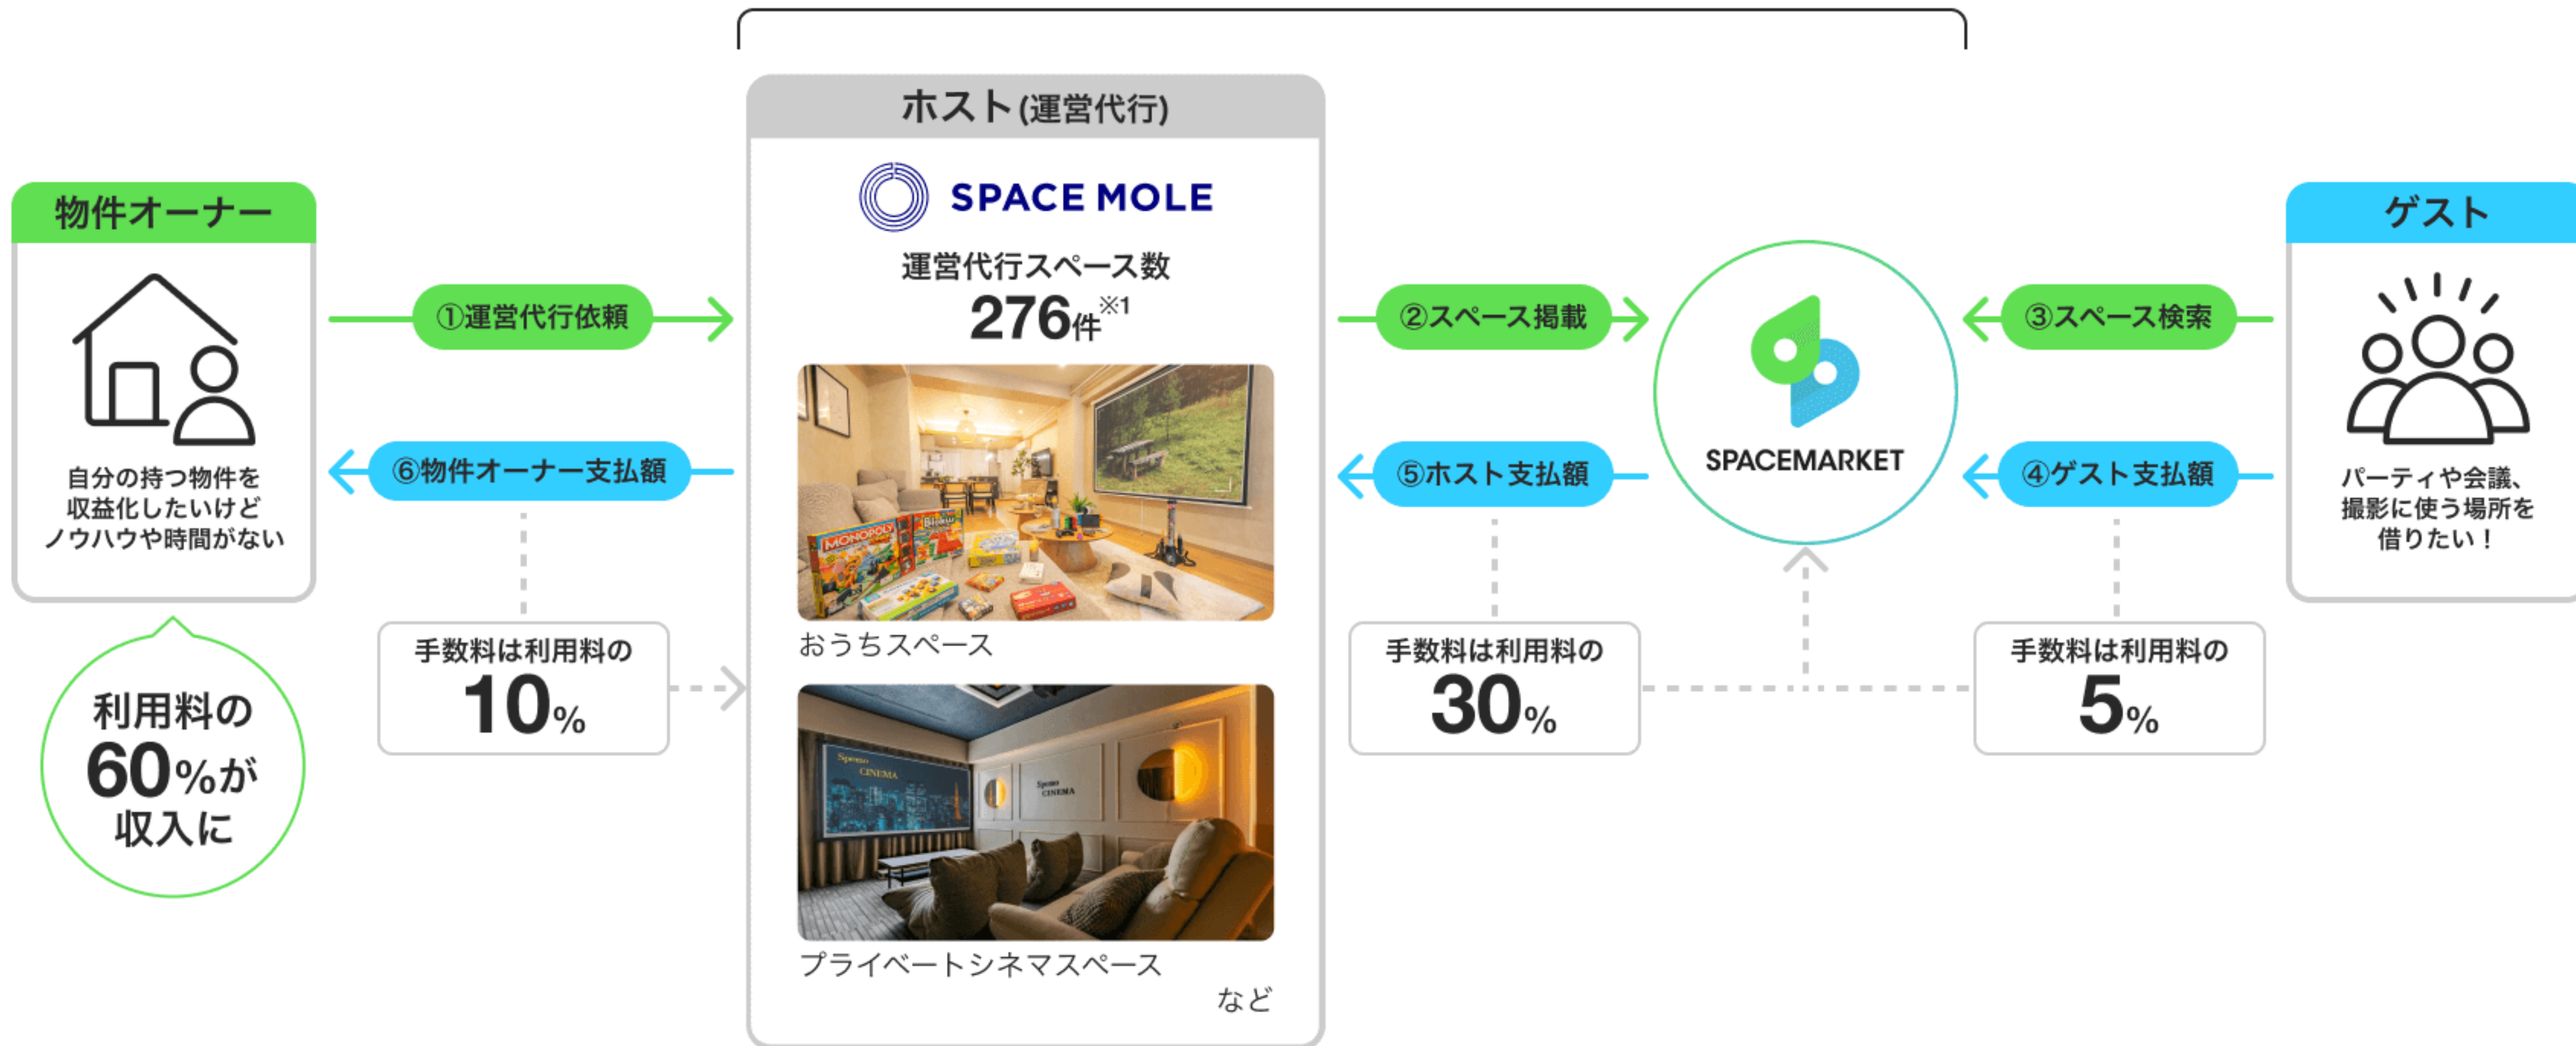 物件オーナー
自分の持つ物件を
収益化したいけど
ノウハウや時間がない
利用料の
60%が
収入に
①運営代行依頼
⑥物件オーナー支払額
手数料は利用料の
10%
ホスト(運営代行)
SPACE MOLE
運営代行スペース数
276件※1
MONOPOLY
Blokus
おうちスペース
Spemo
CINEMA
Spemo
CINEMA
プライベートシネマスペース
など
②スペース掲載
⑤ホスト支払額
手数料は利用料の
30%
SPACEMARKET
③スペース検索
④ゲスト支払額
手数料は利用料の
5%
ゲスト
パーティや会議、
撮影に使う場所を
借りたい！